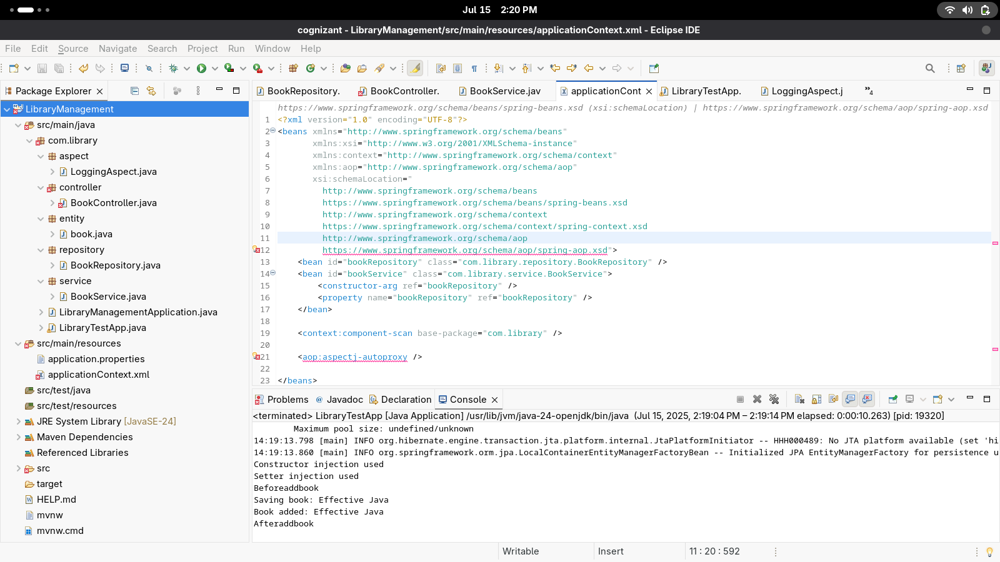 Jul 15 2:20 PM
cognizant - LibraryManagement/src/main/resources/applicationContext.xml - Eclipse IDE
File Edit Source Navigate Search Project Run Window Help
Package Explorer
LibraryManagement
src/main/java
com.library
aspect
LoggingAspect.java
controller
BookController.java
entity
book.java
repository
BookRepository.java
service
BookService.java
LibraryManagementApplication.java
LibraryTestApp.java
src/main/resources
application.properties
applicationContext.xml
src/test/java
src/test/resources
JRE System Library [JavaSE-24]
Maven Dependencies
Referenced Libraries
src
target
HELP.md
mvnw
mvnw.cmd
BookRepository. BookController. BookService.jav applicationCont LibraryTestApp. LoggingAspect.j »4
https://www.springframework.org/schema/beans/spring-beans.xsd (xsi:schemaLocation) | https://www.springframework.org/schema/aop/spring-aop.xsd
1 <?xml version="1.0" encoding="UTF-8"?>
2 <beans xmlns="http://www.springframework.org/schema/beans"
3 xmlns:xsi="http://www.w3.org/2001/XMLSchema-instance"
4 xmlns:context="http://www.springframework.org/schema/context"
5 xmlns:aop="http://www.springframework.org/schema/aop"
6 xsi:schemaLocation="
7 http://www.springframework.org/schema/beans
8 https://www.springframework.org/schema/beans/spring-beans.xsd
9 http://www.springframework.org/schema/context
10 https://www.springframework.org/schema/context/spring-context.xsd
11 http://www.springframework.org/schema/aop
12 https://www.springframework.org/schema/aop/spring-aop.xsd">
13 <bean id="bookRepository" class="com.library.repository.BookRepository" />
14 <bean id="bookService" class="com.library.service.BookService">
15 <constructor-arg ref="bookRepository" />
16 <property name="bookRepository" ref="bookRepository" />
17 </bean>
18
19 <context:component-scan base-package="com.library" />
20
21 <aop:aspectj-autoproxy />
22
23 </beans>
Problems @ Javadoc Declaration Console
<terminated> LibraryTestApp [Java Application] /usr/lib/jvm/java-24-openjdk/bin/java (Jul 15, 2025, 2:19:04 PM – 2:19:14 PM elapsed: 0:00:10.263) [pid: 19320]
Maximum pool size: undefined/unknown
14:19:13.798 [main] INFO org.hibernate.engine.transaction.jta.platform.internal.JtaPlatformInitiator -- HHH000489: No JTA platform available (set 'hi
14:19:13.860 [main] INFO org.springframework.orm.jpa.LocalContainerEntityManagerFactoryBean -- Initialized JPA EntityManagerFactory for persistence u
Constructor injection used
Setter injection used
Beforeaddbook
Saving book: Effective Java
Book added: Effective Java
Afteraddbook
Writable Insert 11 : 20 : 592